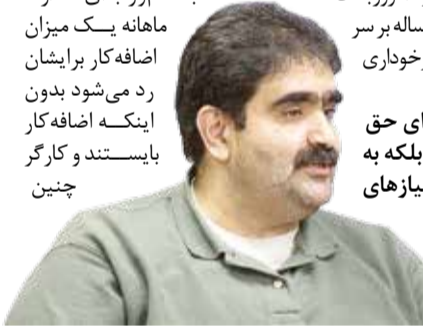 ساله بر سر
خودداری
ای حق
بلکه به
ماهانه یک میزان
اضافه‌کار برایشان
رد می‌شود بدون
اینکه اضافه‌کار
بایستند و کارگر
چنین